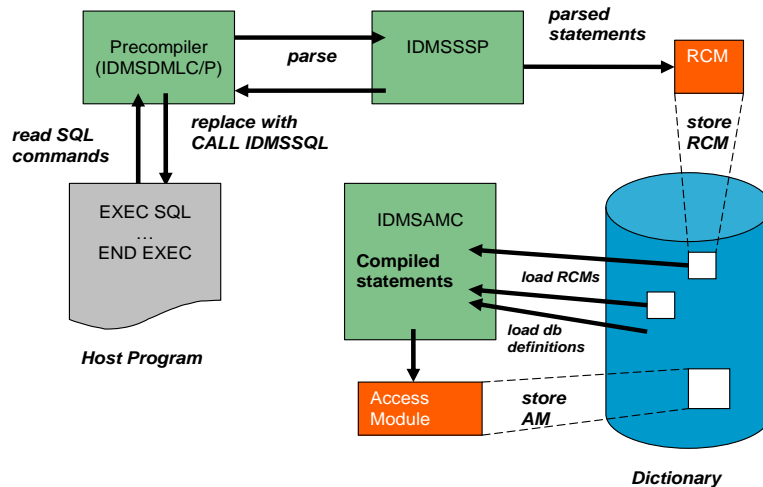 Precompiler
(IDMSDMLC/P)
parse
IDMSSSP
parsed
statements
RCM
read SQL
commands
replace with
CALL IDMSSQL
store
RCM
EXEC SQL
…
END EXEC
Host Program
IDMSAMC
Compiled
statements
load RCMs
load db
definitions
Access
Module
store
AM
Dictionary